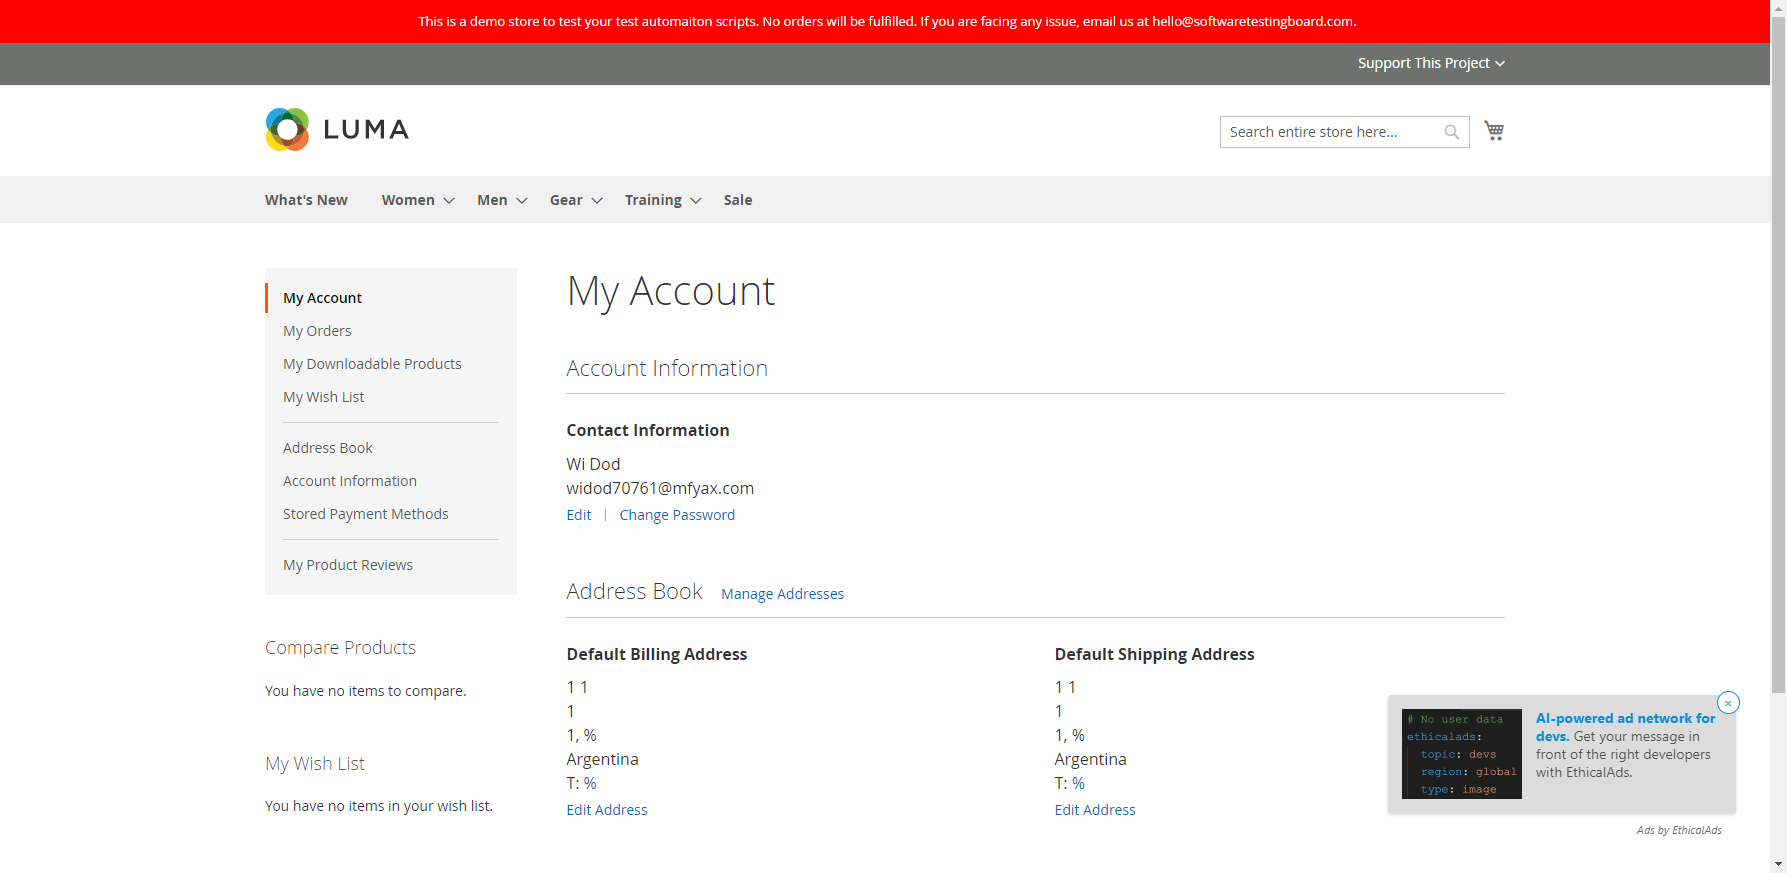 This is a demo store to test your test automaiton scripts. No orders will be fulfilled. If you are facing any issue, email us at hello@softwaretestingboard.com.
Support This Project
LUMA
Search entire store here...
What's New Women Men Gear Training Sale
My Account
My Orders
My Downloadable Products
My Wish List
Address Book
Account Information
Stored Payment Methods
My Product Reviews
Compare Products
You have no items to compare.
My Wish List
You have no items in your wish list.
My Account
Account Information
Contact Information
Wi Dod
widod70761@mfyax.com
Edit | Change Password
Address Book Manage Addresses
Default Billing Address
1 1
1
1, %
Argentina
T: %
Edit Address
Default Shipping Address
1 1
1
1, %
Argentina
T: %
Edit Address
# No user data
ethicalads:
topic: devs
region: global
type: image
AI-powered ad network for
devs. Get your message in
front of the right developers
with EthicalAds.
Ads by EthicalAds